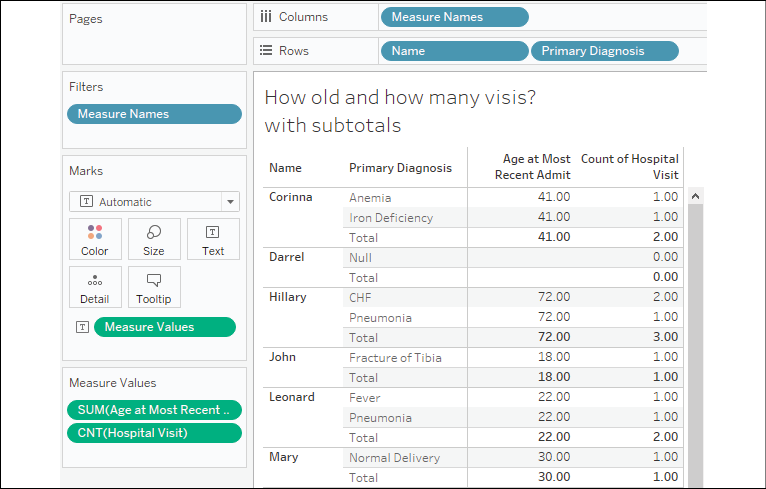 Pages
Columns Measure Names
Rows Name Primary Diagnosis
Filters
Measure Names
Marks
Automatic
Color Size Text
Detail Tooltip
Measure Values
Measure Values
SUM(Age at Most Recent ..
CNT(Hospital Visit)
How old and how many visis?
with subtotals
Name Primary Diagnosis Age at Most Recent Admit Count of Hospital Visit
Corinna Anemia 41.00 1.00
Iron Deficiency 41.00 1.00
Total 41.00 2.00
Darrel Null 0.00
Total 0.00
Hillary CHF 72.00 2.00
Pneumonia 72.00 1.00
Total 72.00 3.00
John Fracture of Tibia 18.00 1.00
Total 18.00 1.00
Leonard Fever 22.00 1.00
Pneumonia 22.00 1.00
Total 22.00 2.00
Mary Normal Delivery 30.00 1.00
Total 30.00 1.00